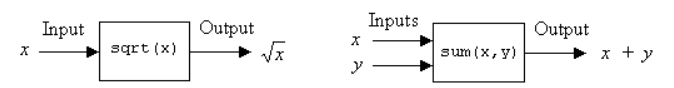 Input
x
sqrt(x)
Output
√x
Inputs
x
y
sum(x,y)
Output
x + y